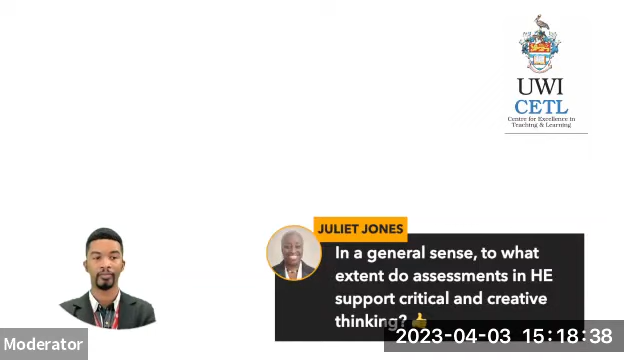 UWI
CETL
Centre for Excellence in
Teaching & Learning
JULIET JONES
In a general sense, to what
extent do assessments in HE
support critical and creative
thinking? 👍
Moderator
2023-04-03 15:18:38